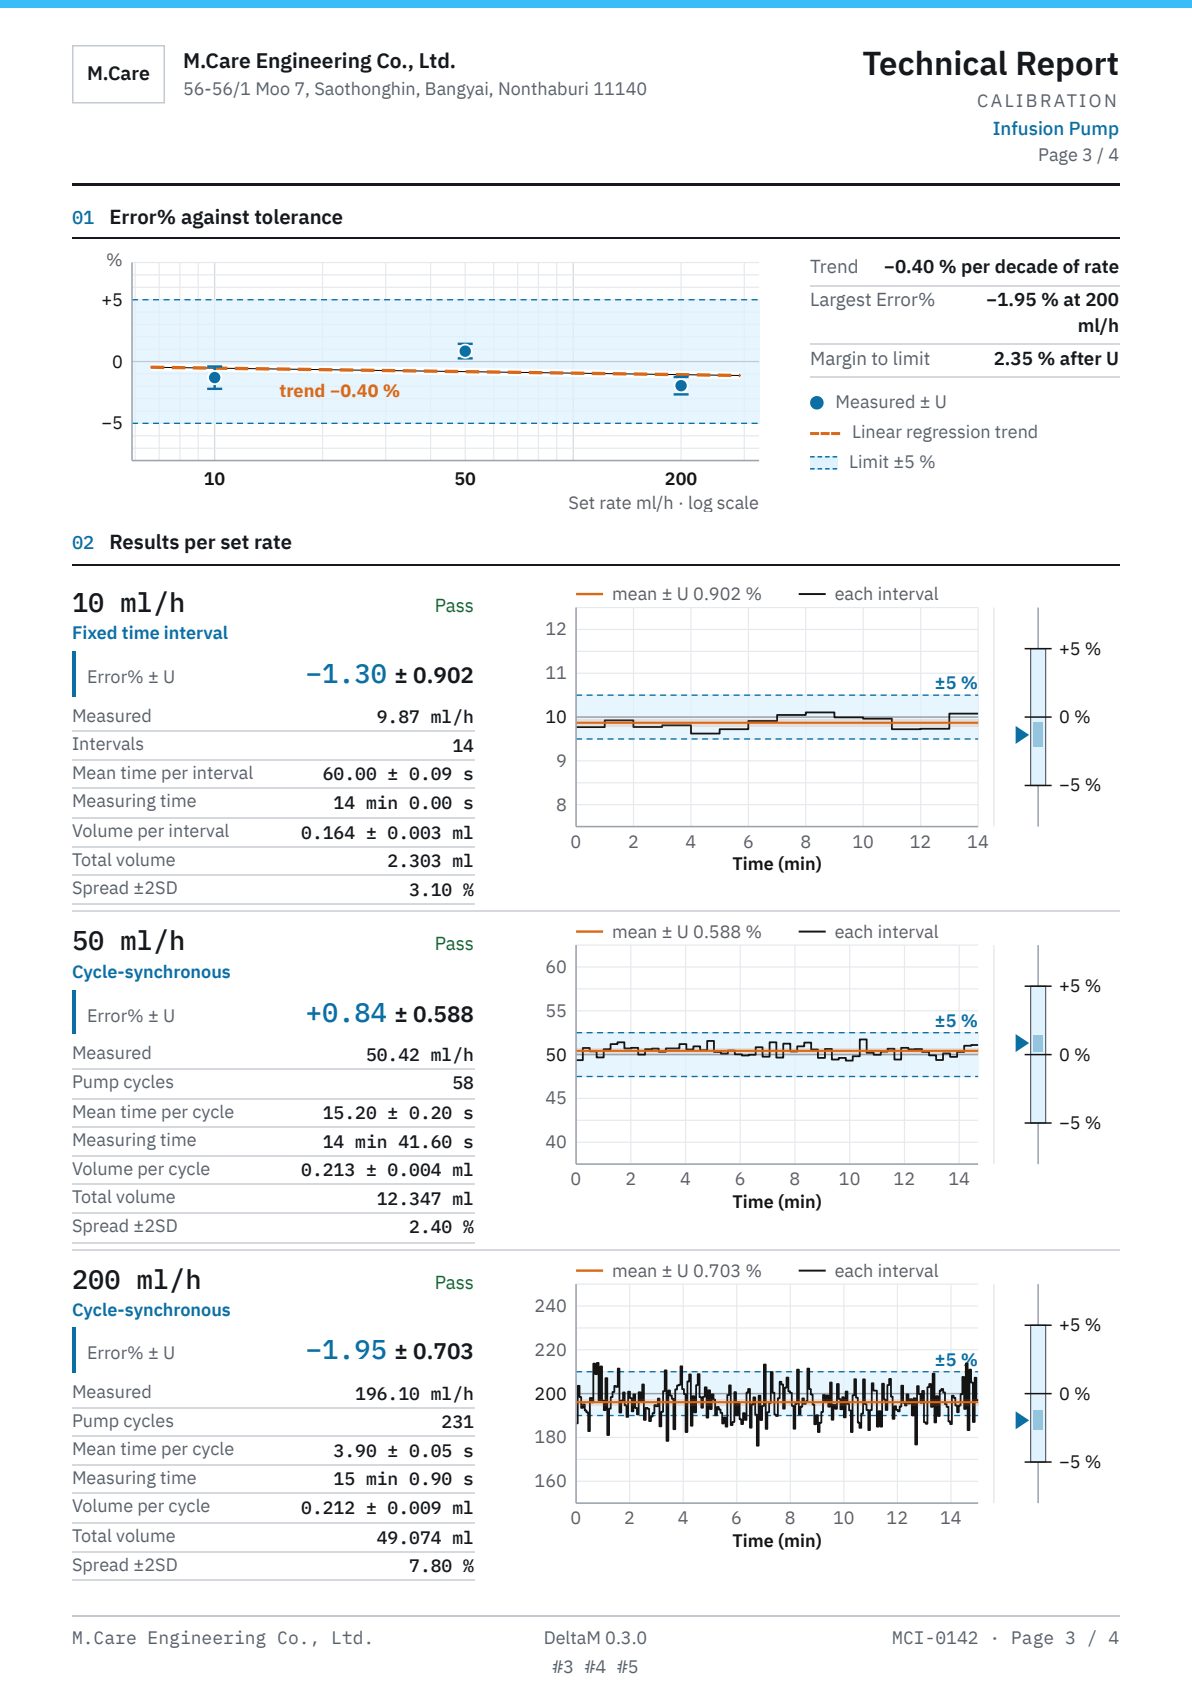 M.Care
M.Care Engineering Co., Ltd.
56-56/1 Moo 7, Saothonghin, Bangyai, Nonthaburi 11140
Technical Report
CALIBRATION
Infusion Pump
Page 3 / 4
01 Error% against tolerance
%
+5
0
−5
trend −0.40 %
10 50 200
Set rate ml/h · log scale
Trend −0.40 % per decade of rate
Largest Error% −1.95 % at 200
ml/h
Margin to limit 2.35 % after U
Measured ± U
Linear regression trend
Limit ±5 %
02 Results per set rate
10 ml/h Pass
Fixed time interval
Error% ± U −1.30 ± 0.902
Measured 9.87 ml/h
Intervals 14
Mean time per interval 60.00 ± 0.09 s
Measuring time 14 min 0.00 s
Volume per interval 0.164 ± 0.003 ml
Total volume 2.303 ml
Spread ±2SD 3.10 %
mean ± U 0.902 % each interval
12
11
10
9
8
±5 %
0 2 4 6 8 10 12 14
Time (min)
+5 %
0 %
−5 %
50 ml/h Pass
Cycle-synchronous
Error% ± U +0.84 ± 0.588
Measured 50.42 ml/h
Pump cycles 58
Mean time per cycle 15.20 ± 0.20 s
Measuring time 14 min 41.60 s
Volume per cycle 0.213 ± 0.004 ml
Total volume 12.347 ml
Spread ±2SD 2.40 %
mean ± U 0.588 % each interval
60
55
50
45
40
±5 %
0 2 4 6 8 10 12 14
Time (min)
+5 %
0 %
−5 %
200 ml/h Pass
Cycle-synchronous
Error% ± U −1.95 ± 0.703
Measured 196.10 ml/h
Pump cycles 231
Mean time per cycle 3.90 ± 0.05 s
Measuring time 15 min 0.90 s
Volume per cycle 0.212 ± 0.009 ml
Total volume 49.074 ml
Spread ±2SD 7.80 %
mean ± U 0.703 % each interval
240
220
200
180
160
±5 %
0 2 4 6 8 10 12 14
Time (min)
+5 %
0 %
−5 %
M.Care Engineering Co., Ltd. DeltaM 0.3.0 MCI-0142 · Page 3 / 4
#3 #4 #5